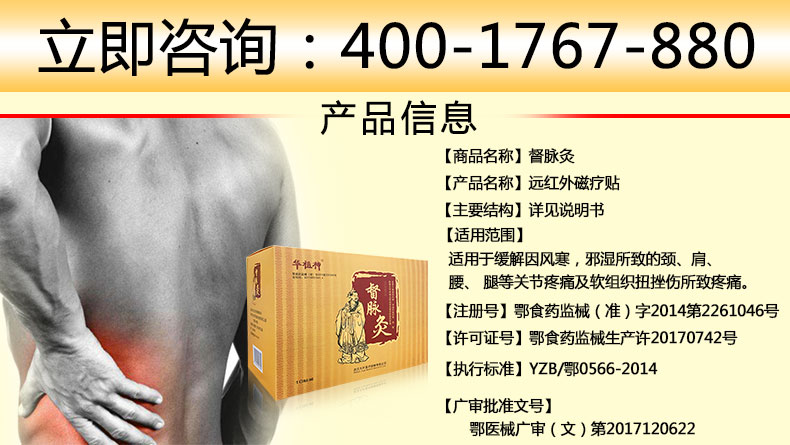 立即咨询：400-1767-880
产品信息
【商品名称】督脉灸
【产品名称】远红外磁疗贴
【主要结构】详见说明书
【适用范围】
适用于缓解因风寒，邪湿所致的颈、肩、
腰、 腿等关节疼痛及软组织扭挫伤所致疼痛。
【注册号】鄂食药监械（准）字2014第2261046号
【许可证号】鄂食药监械生产许20170742号
【执行标准】YZB/鄂0566-2014
【广审批准文号】
鄂医械广审（文）第2017120622
督脉灸